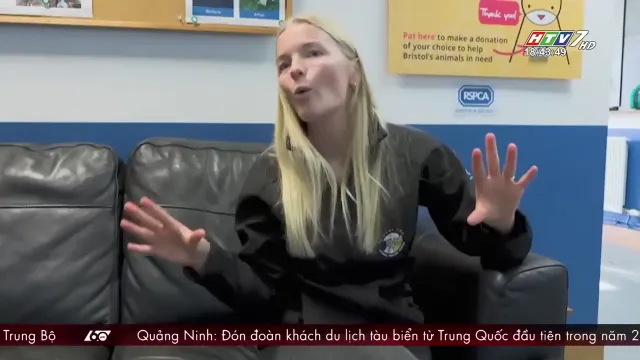 Thank you!
Pat here to make a donation
of your choice to help
Bristol's animals in need
HTV7 HD
18:43:49
RSPCA
Trung Bộ
60
Quảng Ninh: Đón đoàn khách du lịch tàu biển từ Trung Quốc đầu tiên trong năm 2